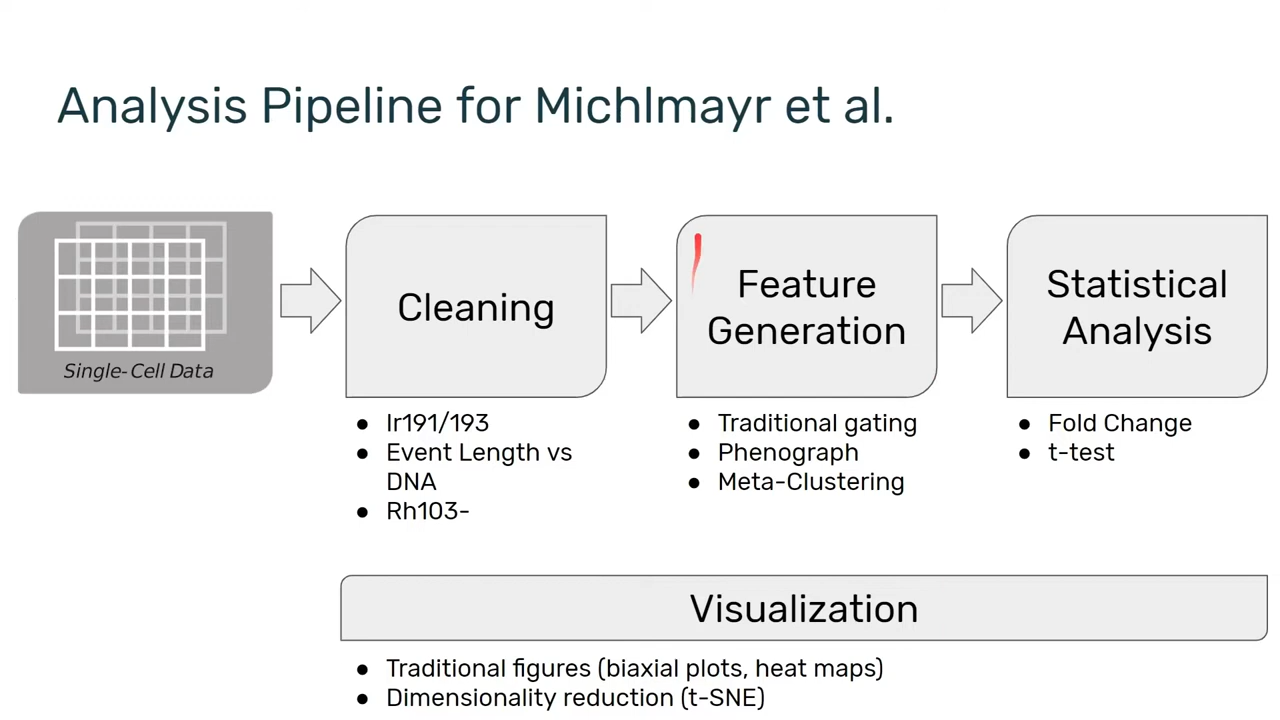 Analysis Pipeline for Michlmayr et al.
Single-Cell Data
Cleaning
Feature
Generation
Statistical
Analysis
● Ir191/193
● Event Length vs
DNA
● Rh103-
● Traditional gating
● Phenograph
● Meta-Clustering
● Fold Change
● t-test
Visualization
● Traditional figures (biaxial plots, heat maps)
● Dimensionality reduction (t-SNE)